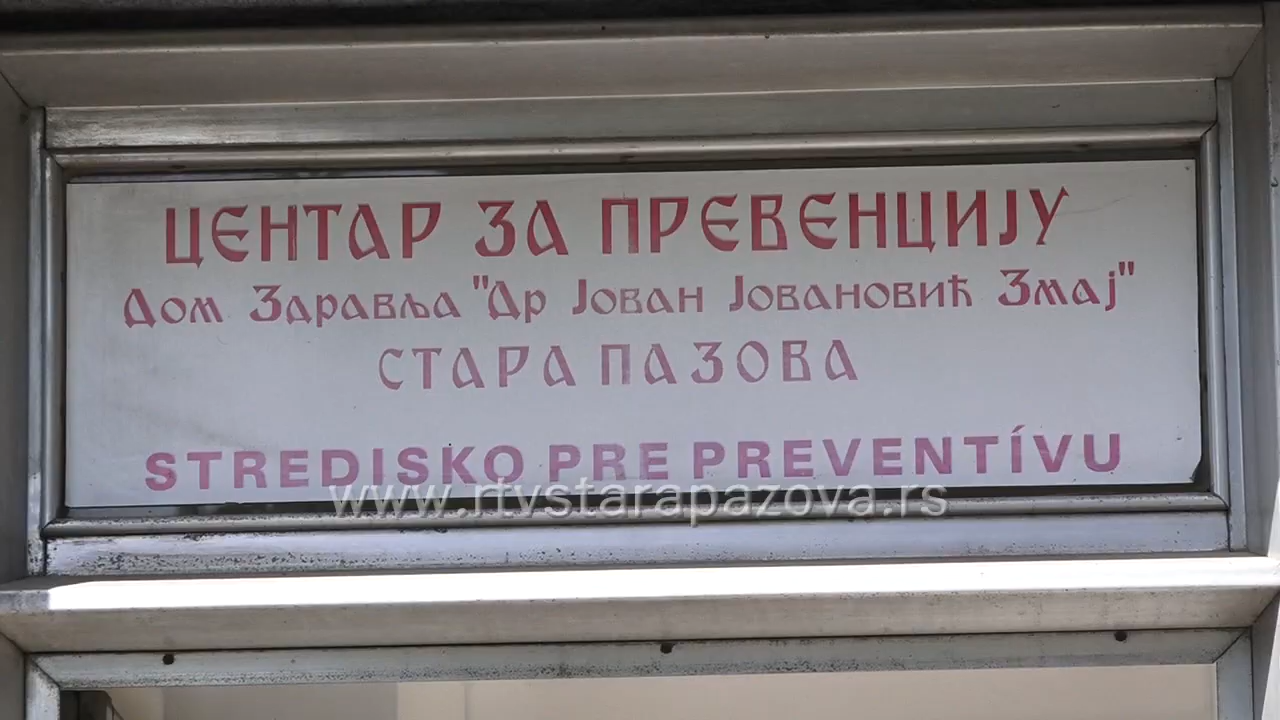 ЦЕНТАР ЗА ПРЕВЕНЦИЈУ
Дом Здравља "Др Јован Јовановић Змај"
СТАРА ПАЗОВА
STREDISKO PRE PREVENTÍVU
www.rtvstarapazova.rs